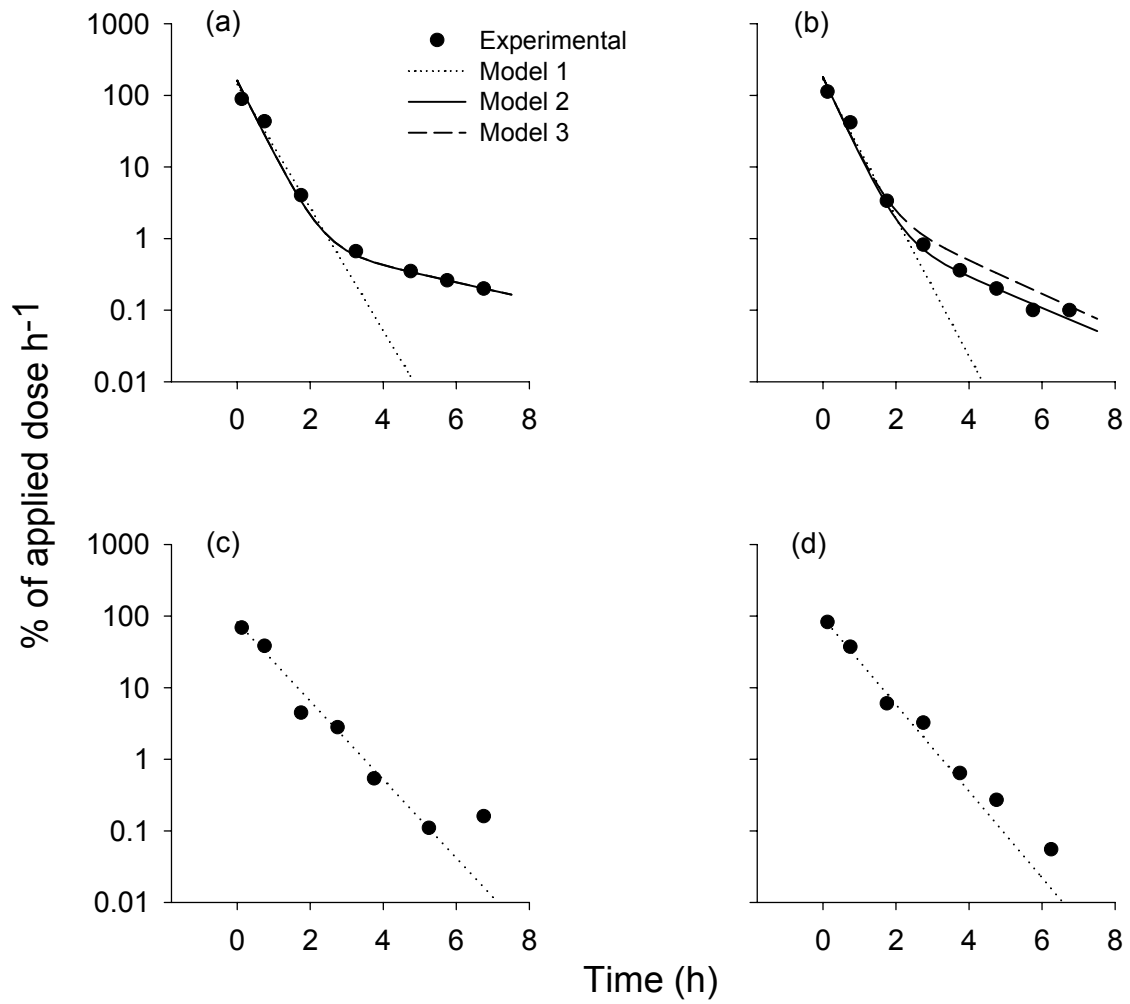 (a)
(b)
Experimental
Model 1
Model 2
Model 3
1000
100
10
1
0.1
0.01
0 2 4 6 8
0 2 4 6 8
% of applied dose h-1
(c)
(d)
1000
100
10
1
0.1
0.01
0 2 4 6 8
0 2 4 6 8
Time (h)